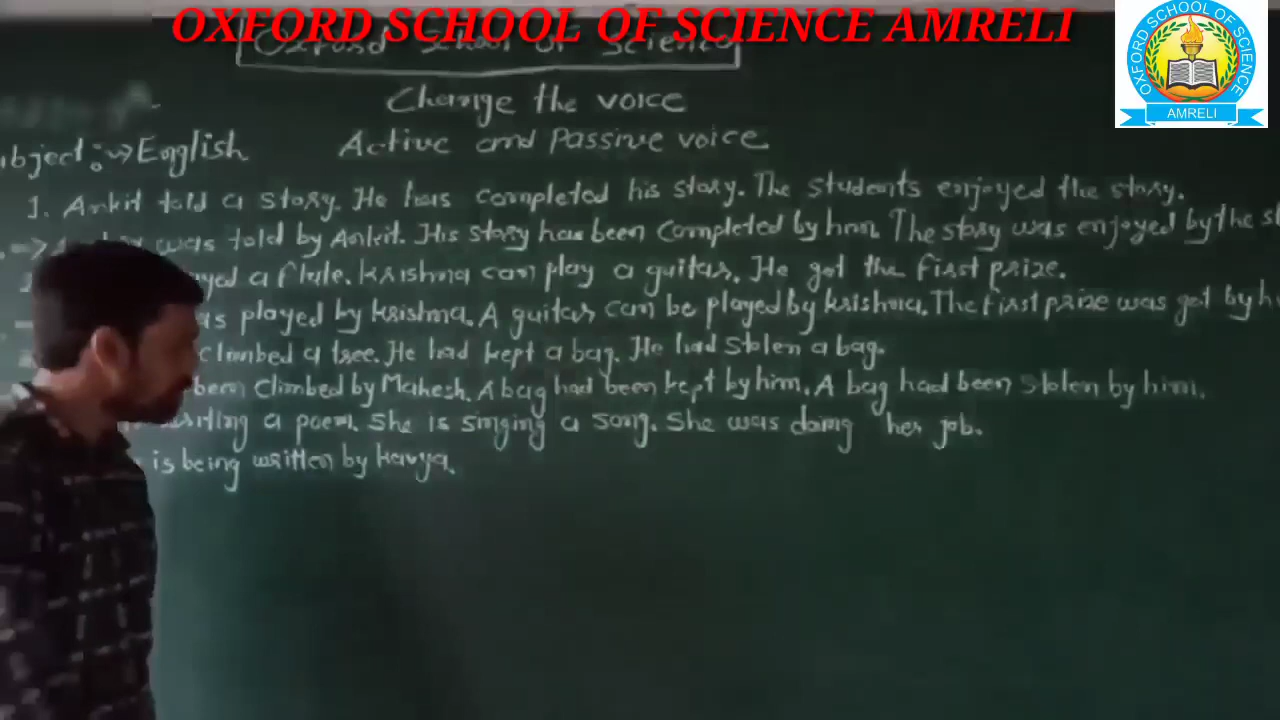 OXFORD SCHOOL OF SCIENCE AMRELI
OXFORD SCHOOL OF SCIENCE
AMRELI
Oxford School of Science
Change the voice
Subject :⇒ English Active and Passive voice
1. Ankit told a story. He has completed his story. The students enjoyed the story.
⇒ A story was told by Ankit. His story has been completed by him. The story was enjoyed by the
a flute. Krishna can play a guitar. He got the first prize.
played by Krishna. A guitar can be played by Krishna. The first prize was got by
climbed a tree. He had kept a bag. He had stolen a bag.
been climbed by Mahesh. A bag had been kept by him. A bag had been stolen by him.
writing a poem. She is singing a song. She was doing her job.
is being written by Kavya.